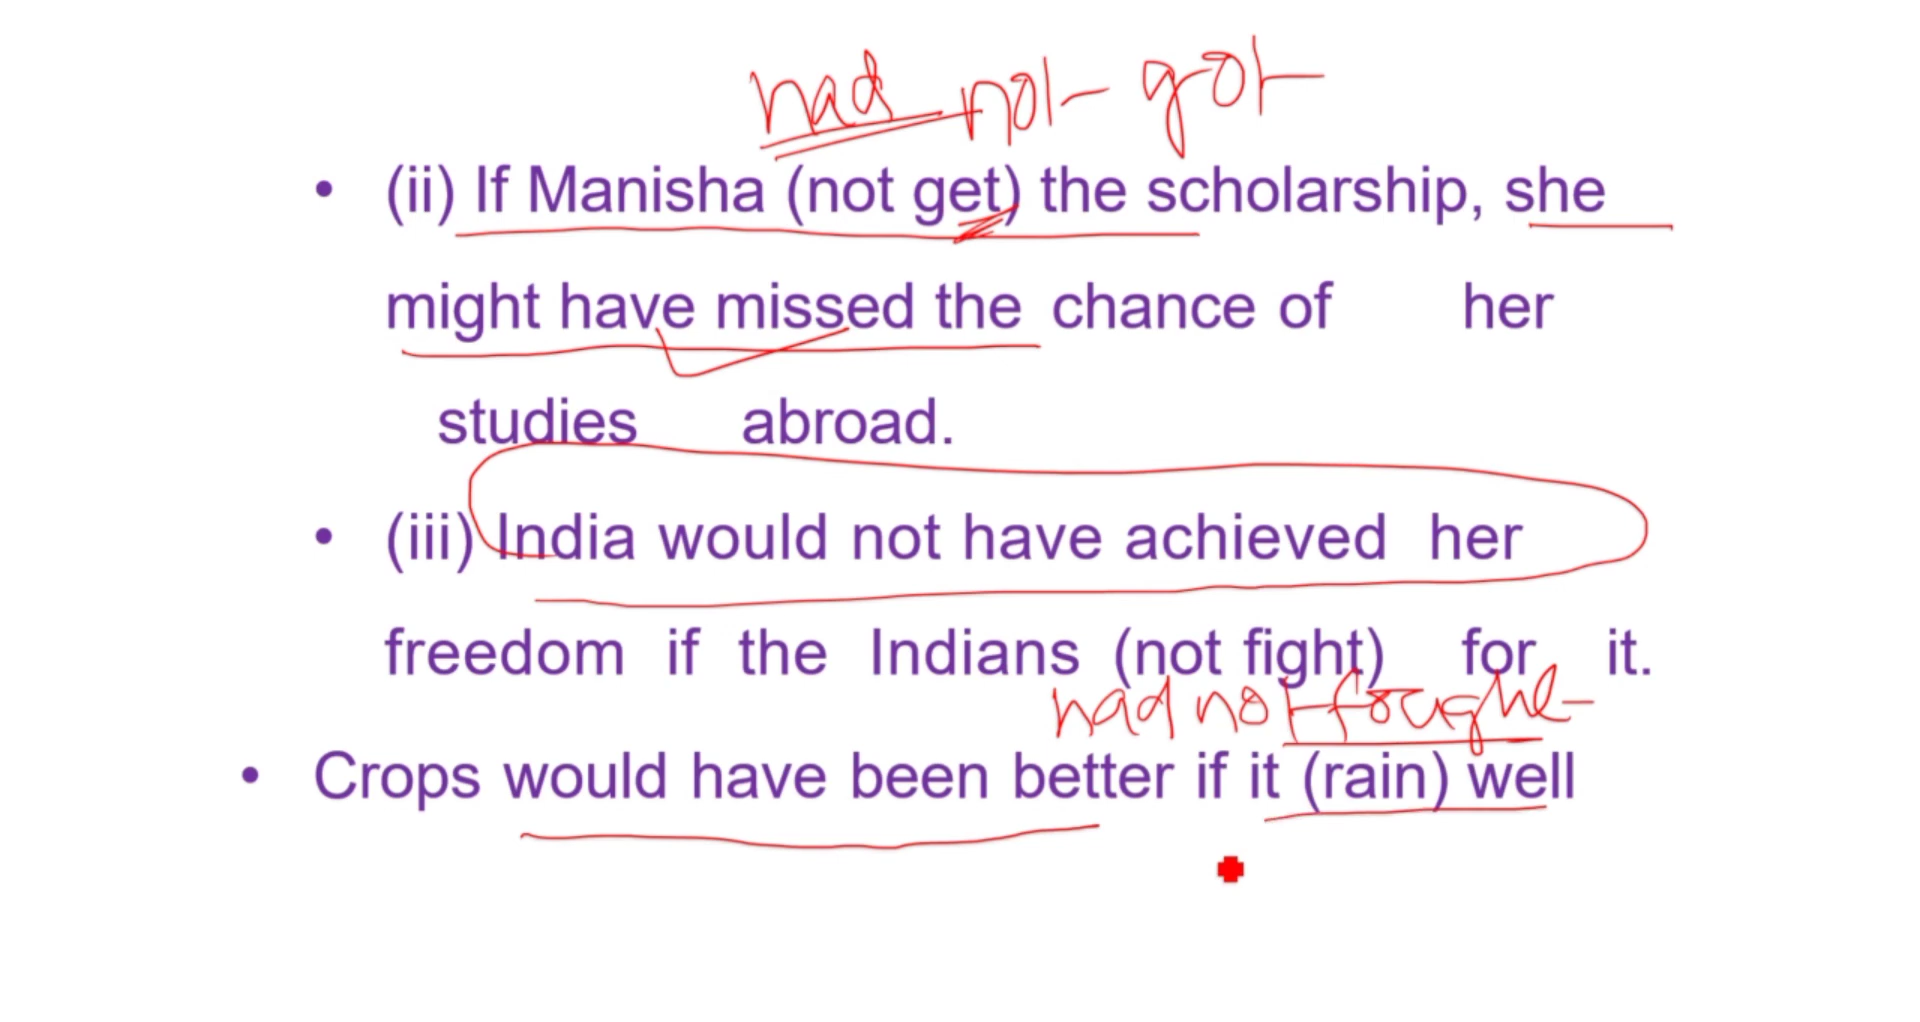 had not got
• (ii) If Manisha (not get) the scholarship, she
might have missed the chance of her
studies abroad.
• (iii) India would not have achieved her
freedom if the Indians (not fight) for it.
had not fought
• Crops would have been better if it (rain) well